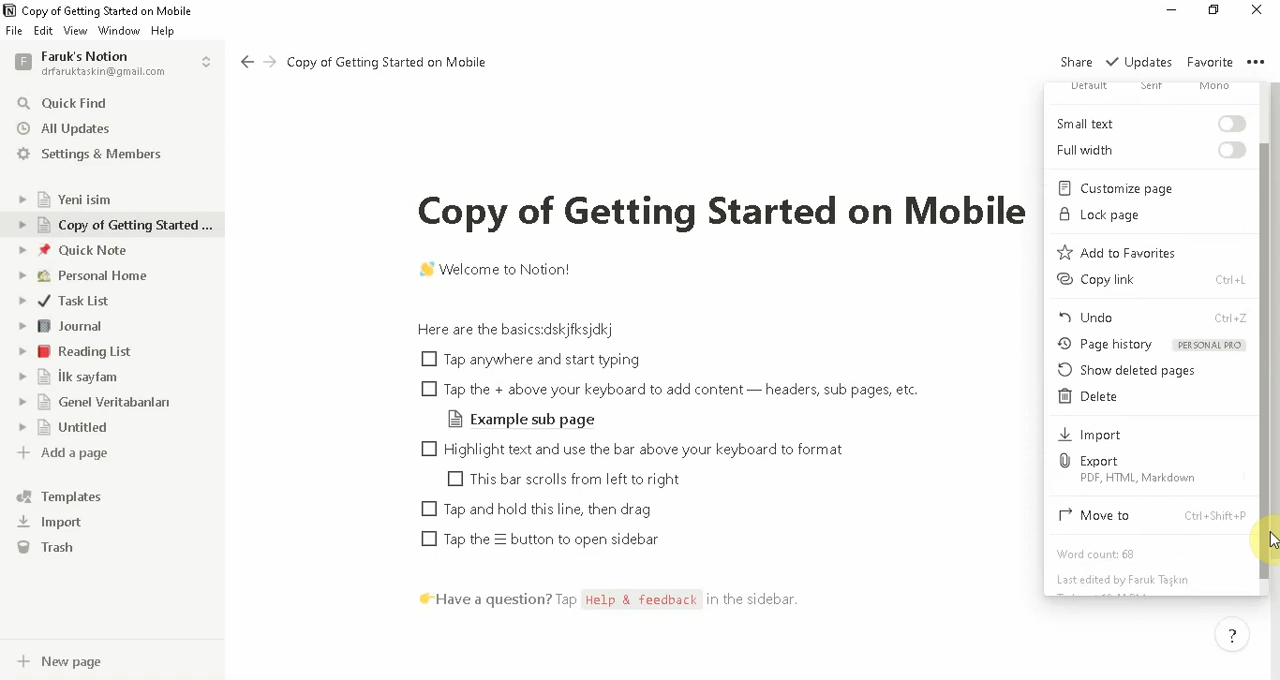 Copy of Getting Started on Mobile
File Edit View Window Help
F Faruk's Notion
drfaruktaskin@gmail.com
Quick Find
All Updates
Settings & Members
Yeni isim
Copy of Getting Started ...
Quick Note
Personal Home
Task List
Journal
Reading List
İlk sayfam
Genel Veritabanları
Untitled
Add a page
Templates
Import
Trash
New page
Copy of Getting Started on Mobile
Share Updates Favorite
Copy of Getting Started on Mobile
Welcome to Notion!
Here are the basics:dskjfksjdkj
Tap anywhere and start typing
Tap the + above your keyboard to add content — headers, sub pages, etc.
Example sub page
Highlight text and use the bar above your keyboard to format
This bar scrolls from left to right
Tap and hold this line, then drag
Tap the ☰ button to open sidebar
Have a question? Tap Help & feedback in the sidebar.
Default Serif Mono
Small text
Full width
Customize page
Lock page
Add to Favorites
Copy link Ctrl+L
Undo Ctrl+Z
Page history PERSONAL PRO
Show deleted pages
Delete
Import
Export
PDF, HTML, Markdown
Move to Ctrl+Shift+P
Word count: 68
Last edited by Faruk Taşkın
?